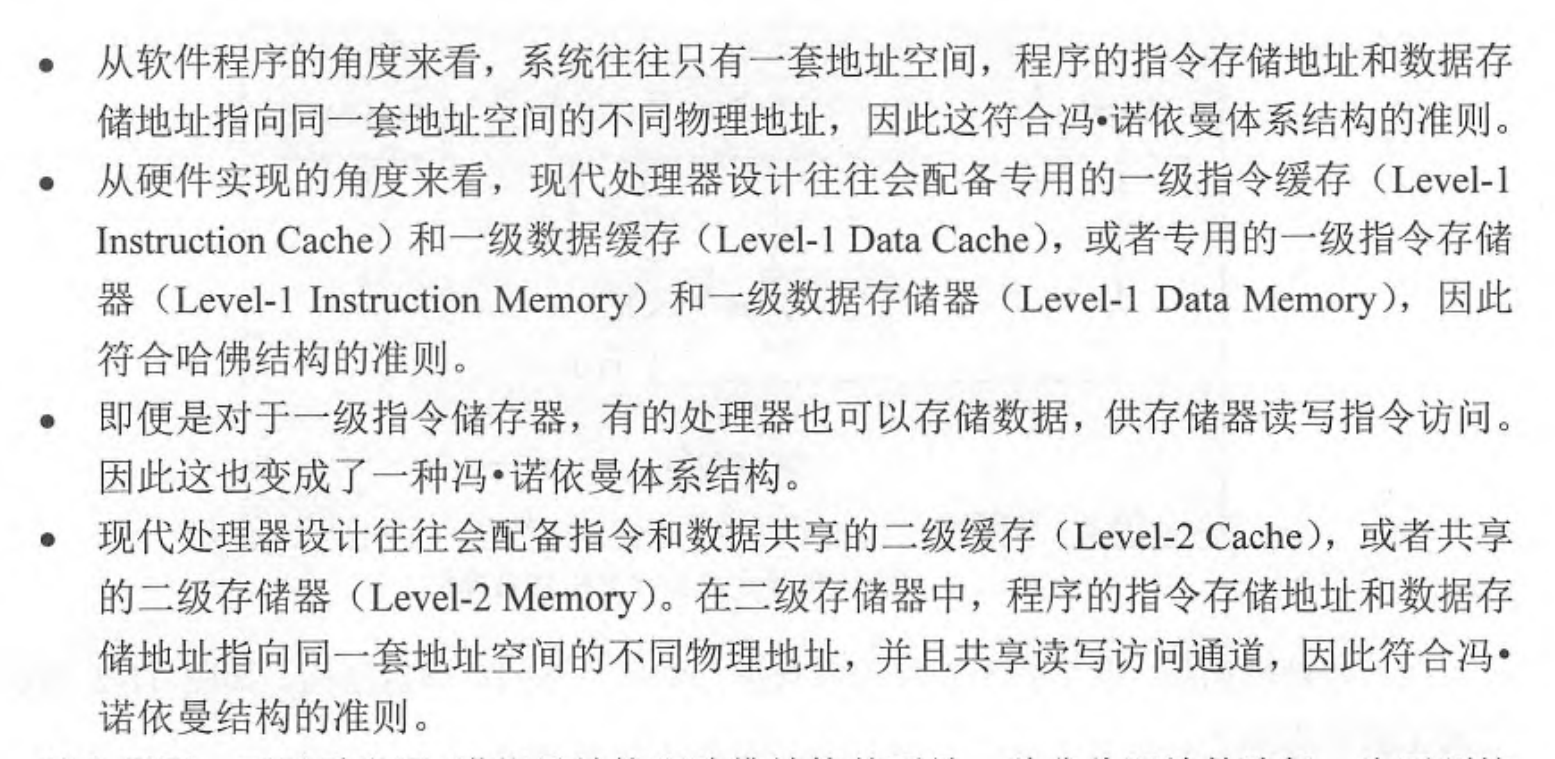 • 从软件程序的角度来看，系统往往只有一套地址空间，程序的指令存储地址和数据存
储地址指向同一套地址空间的不同物理地址，因此这符合冯•诺依曼体系结构的准则。
• 从硬件实现的角度来看，现代处理器设计往往会配备专用的一级指令缓存（Level-1
Instruction Cache）和一级数据缓存（Level-1 Data Cache），或者专用的一级指令存储
器（Level-1 Instruction Memory）和一级数据存储器（Level-1 Data Memory），因此
符合哈佛结构的准则。
• 即便是对于一级指令储存器，有的处理器也可以存储数据，供存储器读写指令访问。
因此这也变成了一种冯•诺依曼体系结构。
• 现代处理器设计往往会配备指令和数据共享的二级缓存（Level-2 Cache），或者共享
的二级存储器（Level-2 Memory）。在二级存储器中，程序的指令存储地址和数据存
储地址指向同一套地址空间的不同物理地址，并且共享读写访问通道，因此符合冯•
诺依曼结构的准则。